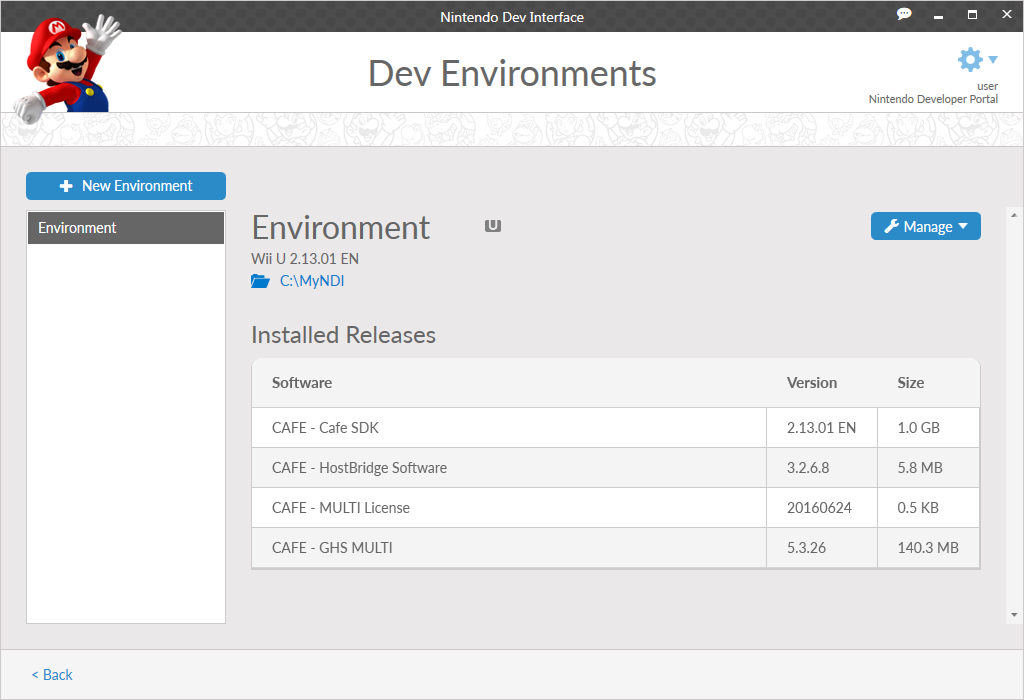 Nintendo Dev Interface
Dev Environments
user
Nintendo Developer Portal
New Environment
Environment
Environment
U
Manage
Wii U 2.13.01 EN
C:\MyNDI
Installed Releases
Software Version Size
CAFE - Cafe SDK 2.13.01 EN 1.0 GB
CAFE - HostBridge Software 3.2.6.8 5.8 MB
CAFE - MULTI License 20160624 0.5 KB
CAFE - GHS MULTI 5.3.26 140.3 MB
< Back